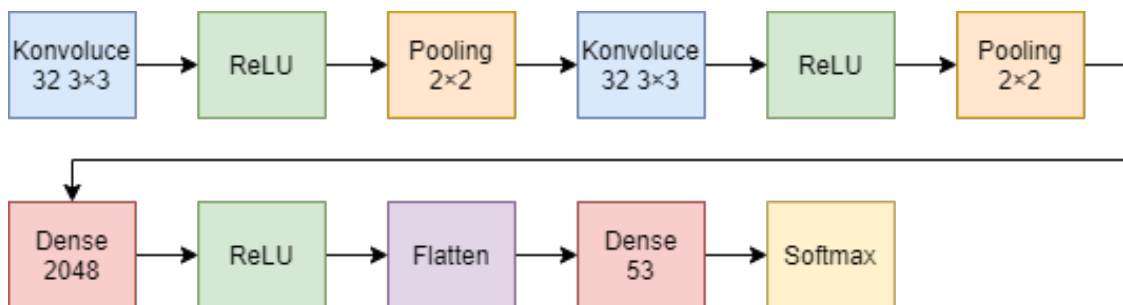 Konvoluce
32 3×3
ReLU
Pooling
2×2
Konvoluce
32 3×3
ReLU
Pooling
2×2
Dense
2048
ReLU
Flatten
Dense
53
Softmax